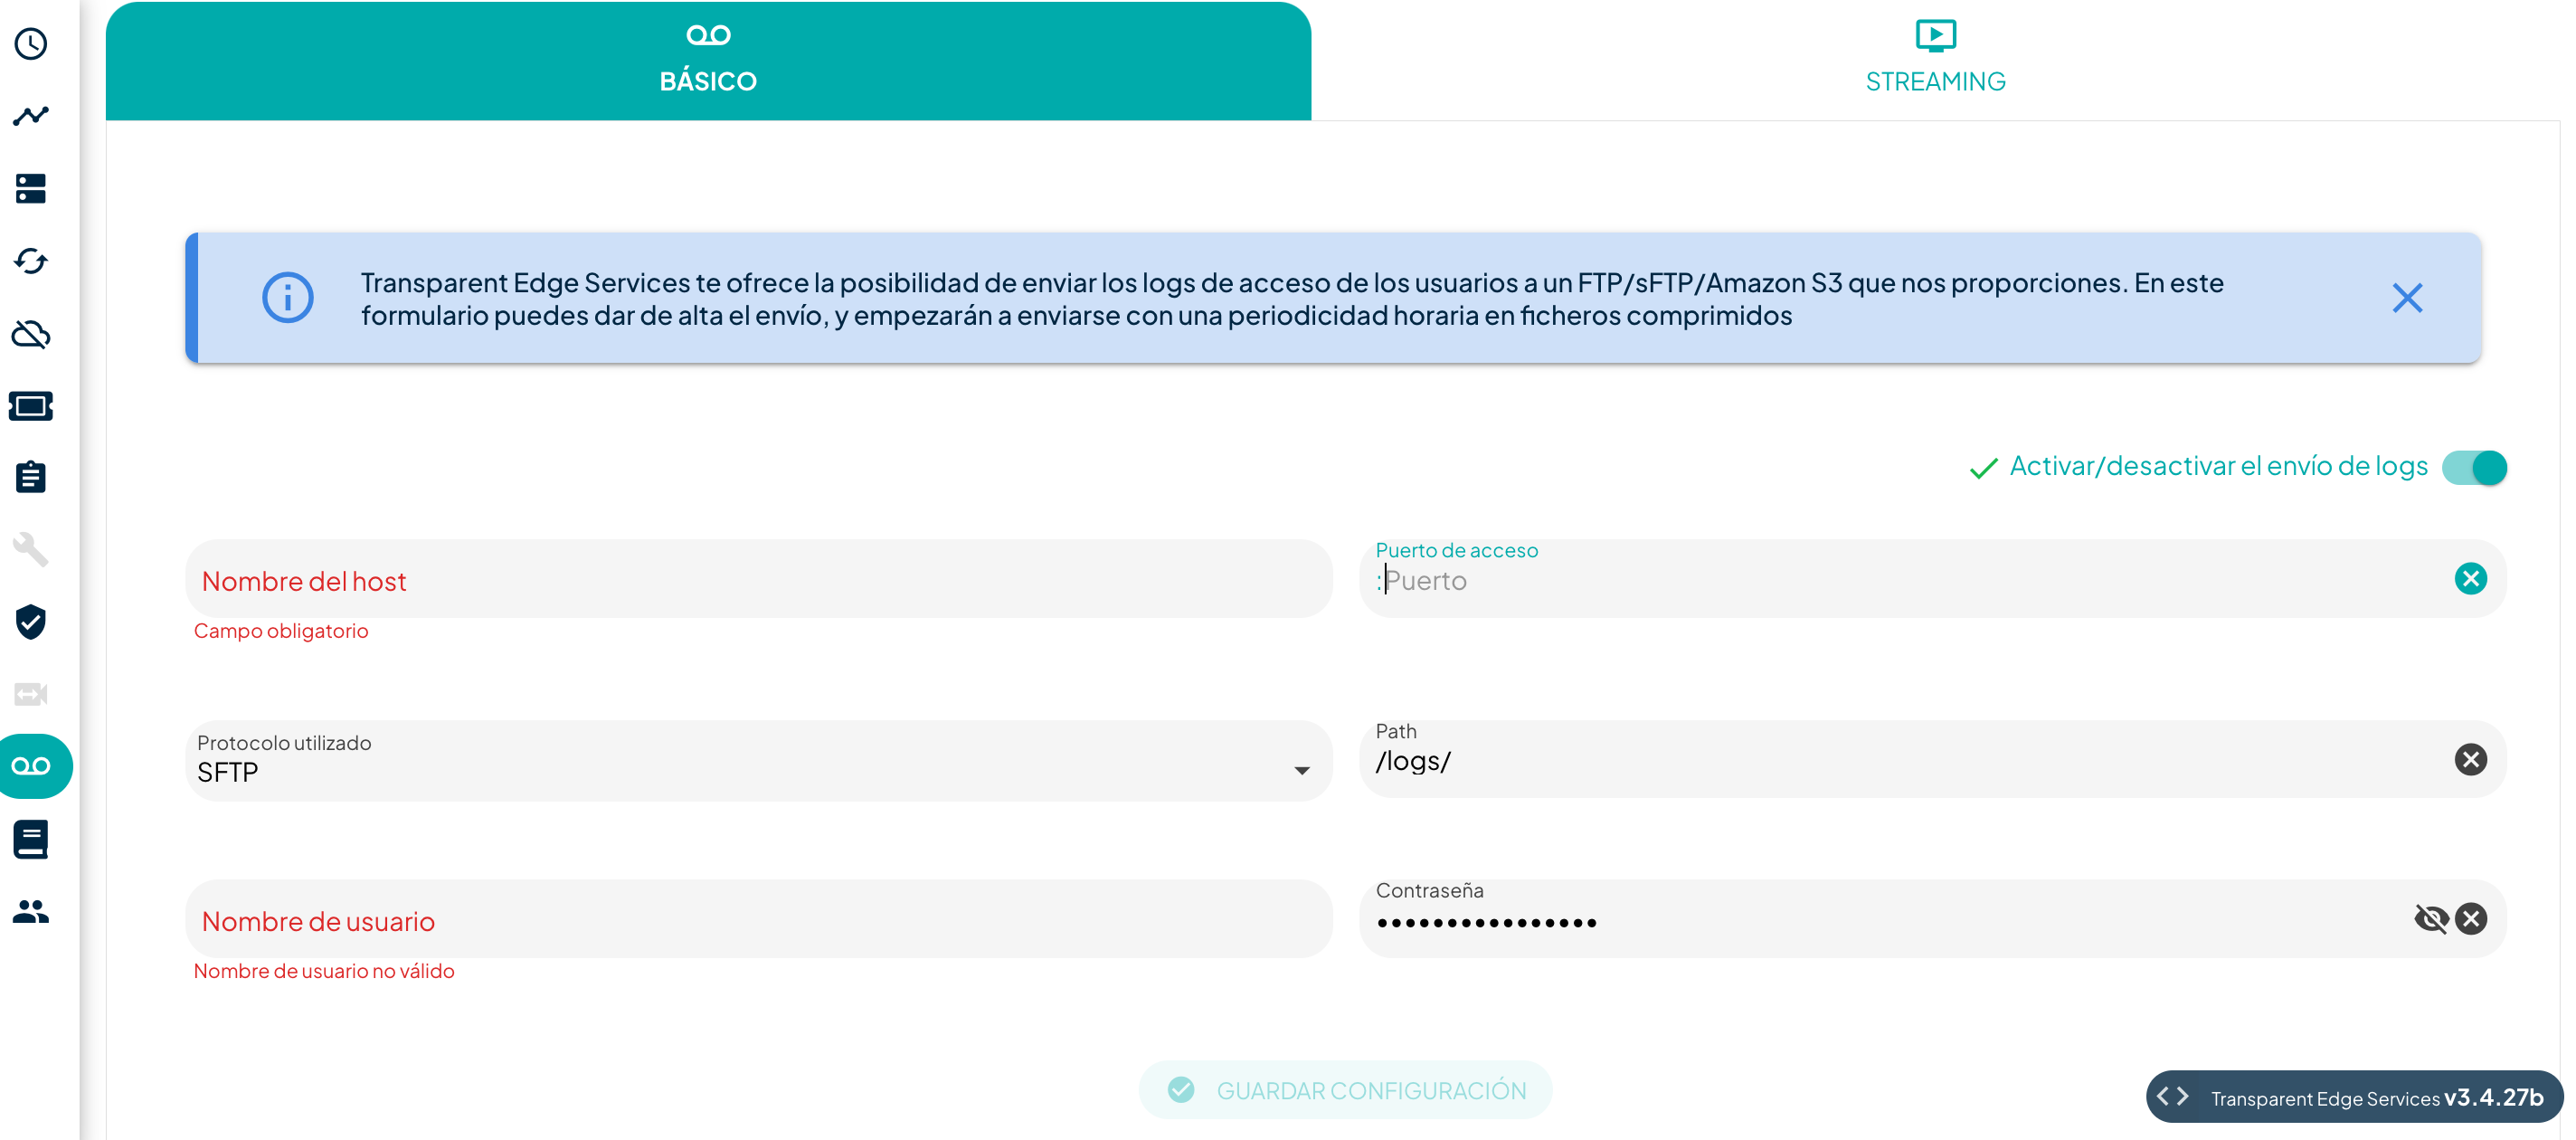 BÁSICO
STREAMING
Transparent Edge Services te ofrece la posibilidad de enviar los logs de acceso de los usuarios a un FTP/sFTP/Amazon S3 que nos proporciones. En este
formulario puedes dar de alta el envío, y empezarán a enviarse con una periodicidad horaria en ficheros comprimidos
Activar/desactivar el envío de logs
Nombre del host
Campo obligatorio
Puerto de acceso
:Puerto
Protocolo utilizado
SFTP
Path
/logs/
Nombre de usuario
Nombre de usuario no válido
Contraseña
••••••••••••••••
GUARDAR CONFIGURACIÓN
Transparent Edge Services v3.4.27b